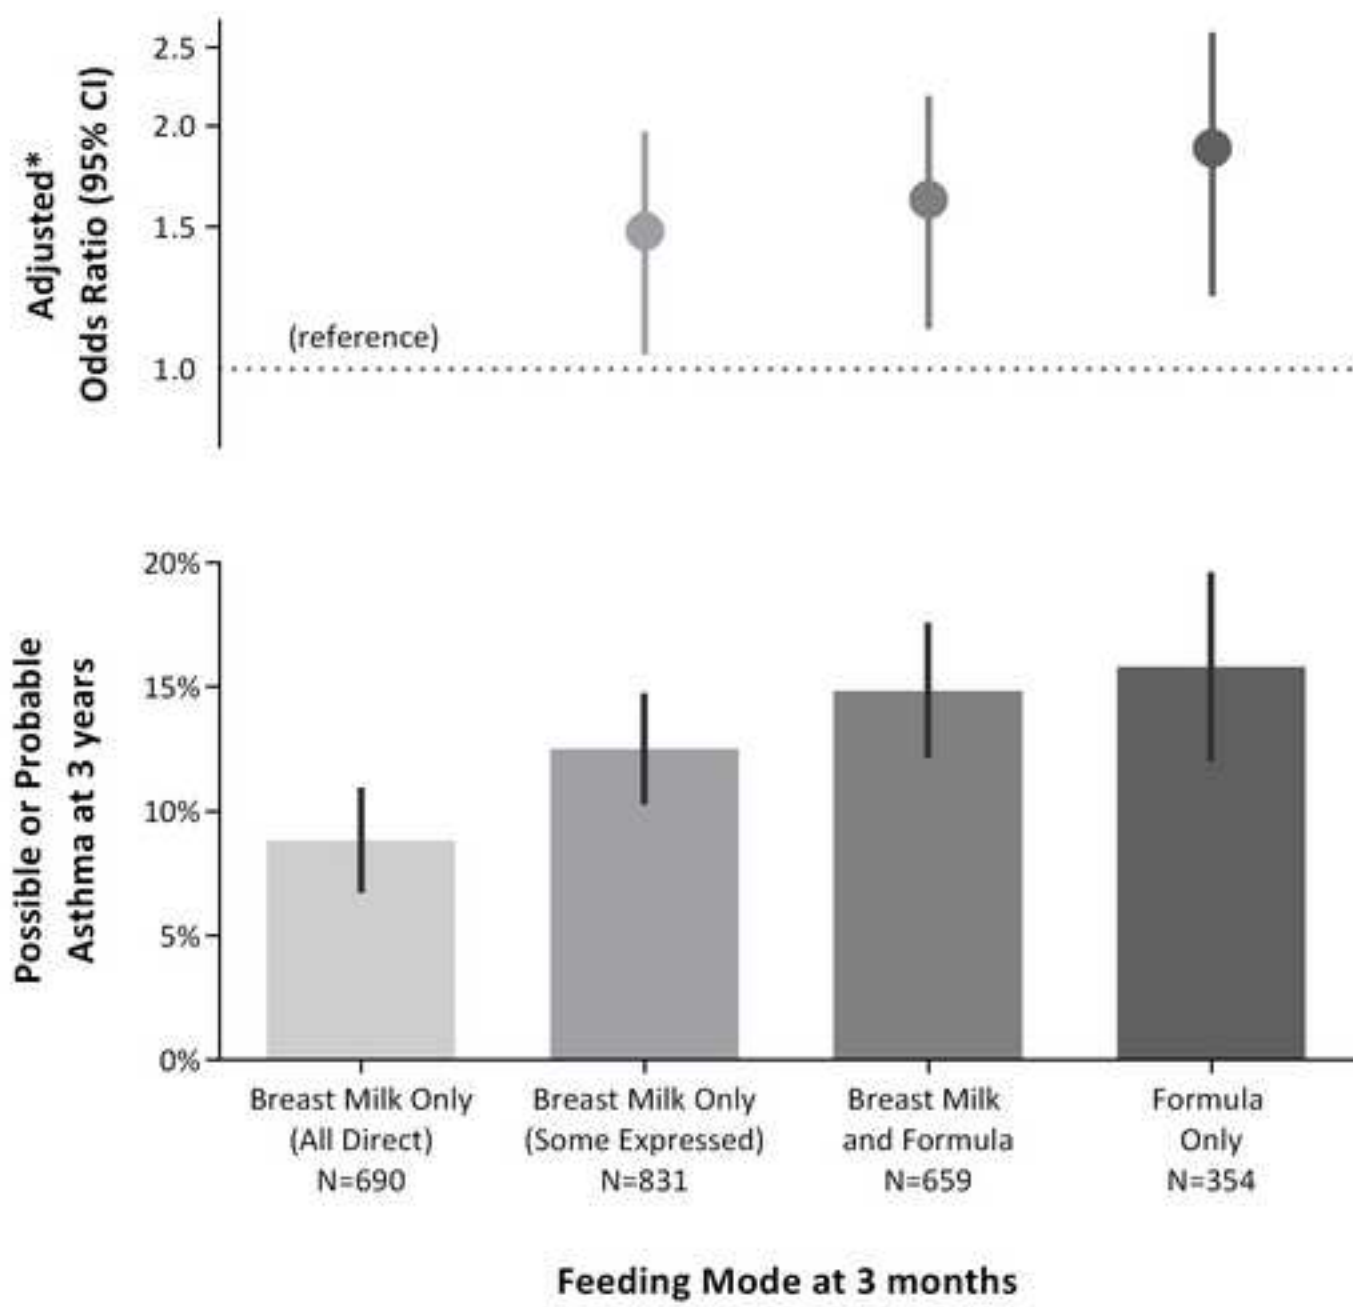 Adjusted*
Odds Ratio (95% CI)
2.5
2.0
1.5
1.0
(reference)
Possible or Probable
Asthma at 3 years
20%
15%
10%
5%
0%
Breast Milk Only
(All Direct)
N=690
Breast Milk Only
(Some Expressed)
N=831
Breast Milk
and Formula
N=659
Formula
Only
N=354
Feeding Mode at 3 months